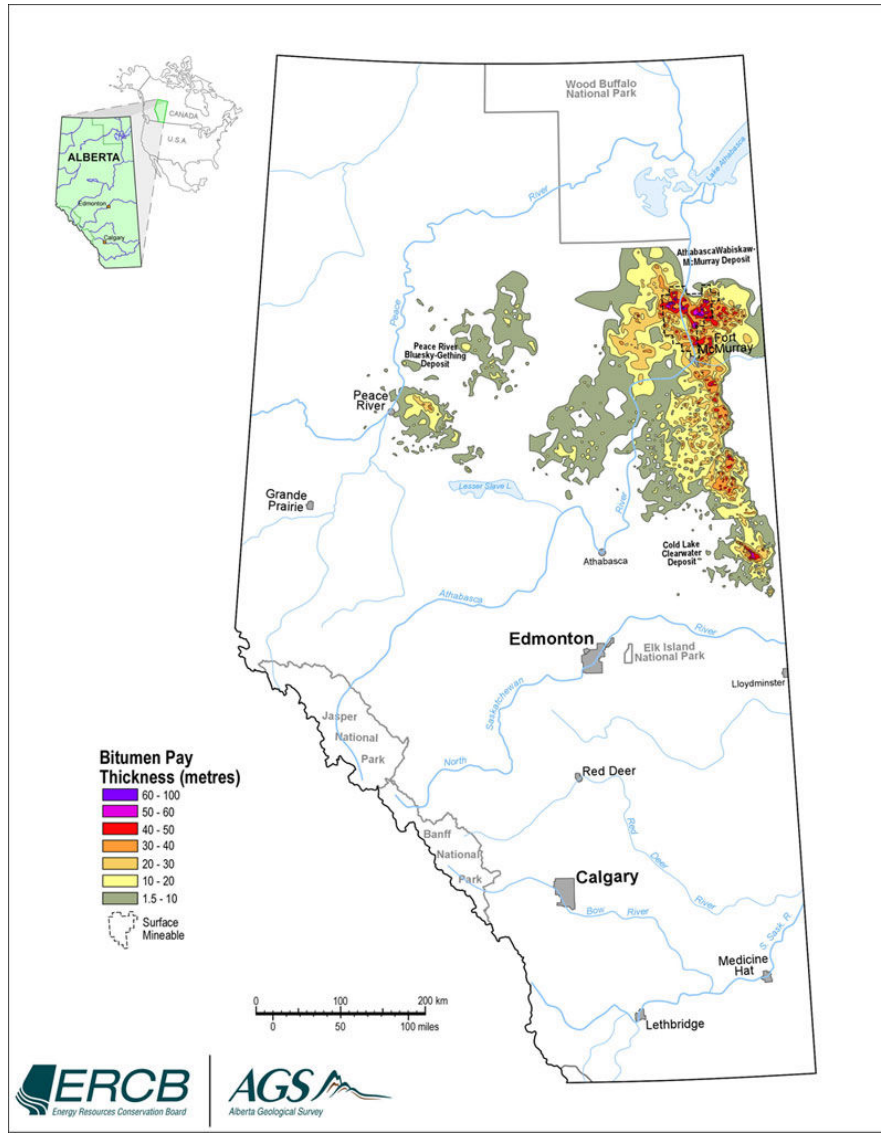 CANADA
U.S.A.
ALBERTA
Edmonton
Calgary
Wood Buffalo
National Park
Lake Athabasca
River
Peace
AthabascaWabiskaw-
McMurray Deposit
Fort
McMurray
Peace River
Bluesky-Gething
Deposit
Peace
River
Grande
Prairie
Lesser Slave L.
River
Athabasca
Cold Lake
Clearwater
Deposit
Athabasca
Edmonton
River
Elk Island
National Park
Lloydminster
Saskatchewan
North
Jasper
National
Park
Red Deer
Red
Deer
River
Banff
National
Park
Calgary
Bow River
S. Sask. R.
Medicine
Hat
Lethbridge
Bitumen Pay
Thickness (metres)
60 - 100
50 - 60
40 - 50
30 - 40
20 - 30
10 - 20
1.5 - 10
Surface
Mineable
0 100 200 km
0 50 100 miles
ERCB
Energy Resources Conservation Board
AGS
Alberta Geological Survey